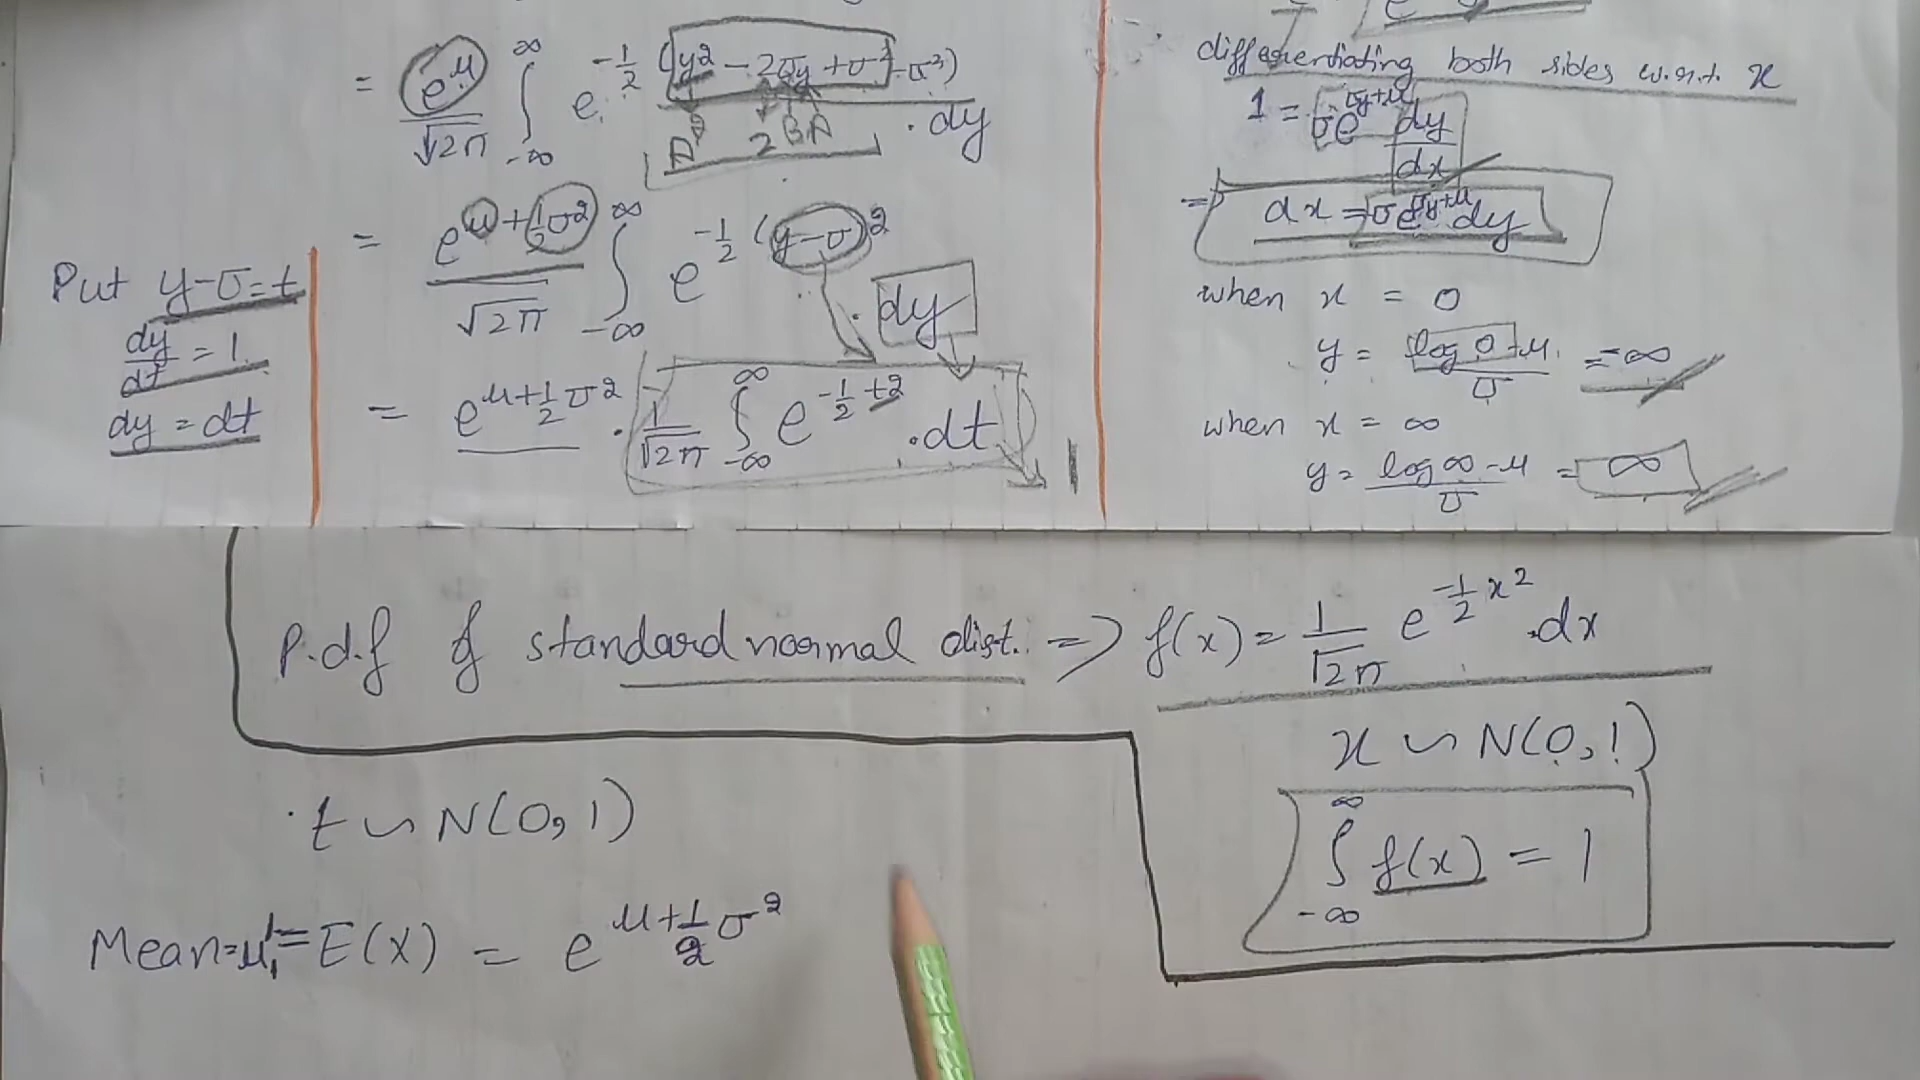 = e^μ/√2π ∫_{-∞}^{∞} e^{-1/2 (y² - 2σy + σ² - σ²)} · dy
A² 2BA
= e^{μ+1/2σ²}/√2π ∫_{-∞}^{∞} e^{-1/2 (y-σ)²} · dy
Put y-σ=t
dy/dt = 1
dy = dt
= e^{μ+1/2σ²} · 1/√2π ∫_{-∞}^{∞} e^{-1/2 t²} · dt 1
differentiating both sides w.r.t. x
1 = σe^{σy+μ} dy/dx
=> dx = σe^{σy+μ} dy
when x = 0
y = log 0 - μ/σ = -∞
when x = ∞
y = log ∞ - μ/σ = ∞
P.d.f of standard normal dist. => f(x) = 1/√2π e^{-1/2 x²} .dx
x ~ N(0,1)
∫_{-∞}^{∞} f(x) = 1
t ~ N(0,1)
Mean = μ₁' = E(X) = e^{μ+1/2σ²}